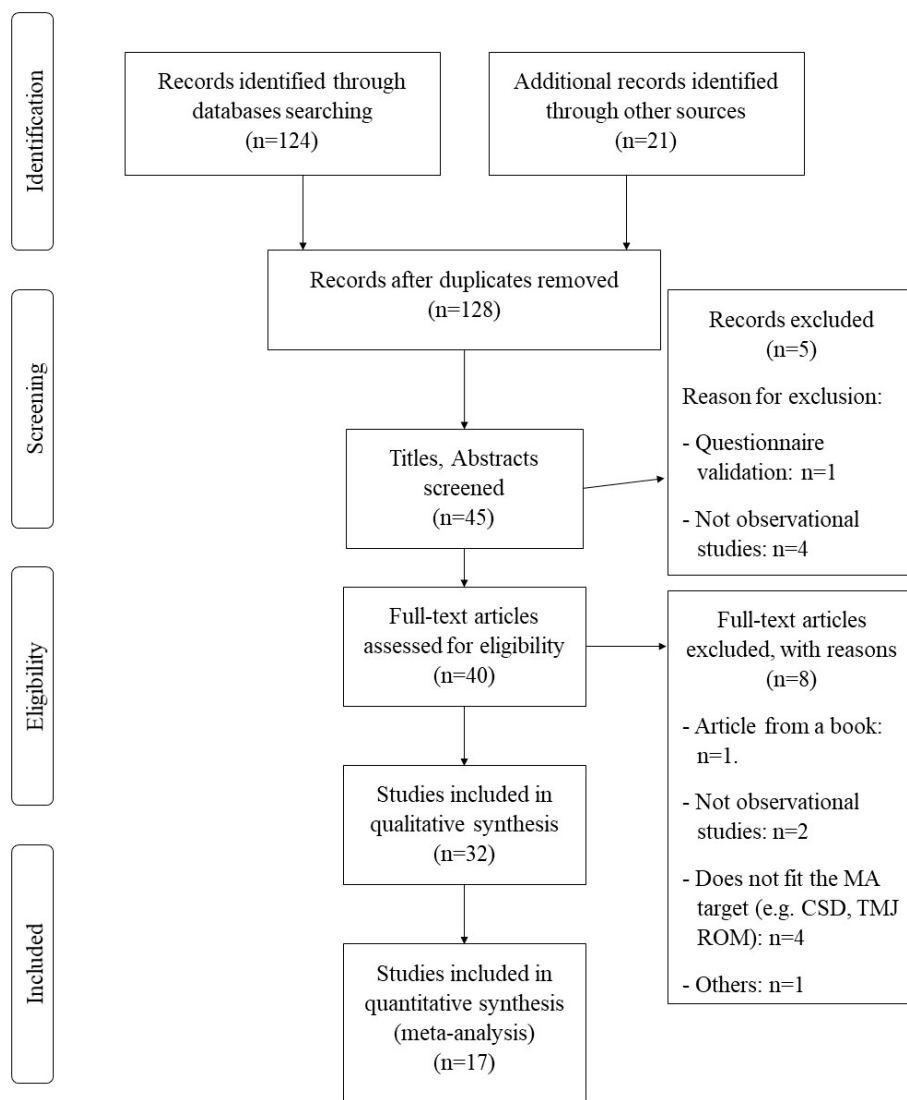 Identification
Records identified through
databases searching
(n=124)
Additional records identified
through other sources
(n=21)
Records after duplicates removed
(n=128)
Screening
Titles, Abstracts
screened
(n=45)
Records excluded
(n=5)
Reason for exclusion:
- Questionnaire
validation: n=1
- Not observational
studies: n=4
Eligibility
Full-text articles
assessed for eligibility
(n=40)
Full-text articles
excluded, with reasons
(n=8)
- Article from a book:
n=1.
- Not observational
studies: n=2
- Does not fit the MA
target (e.g. CSD, TMJ
ROM): n=4
- Others: n=1
Studies included in
qualitative synthesis
(n=32)
Included
Studies included in
quantitative synthesis
(meta-analysis)
(n=17)